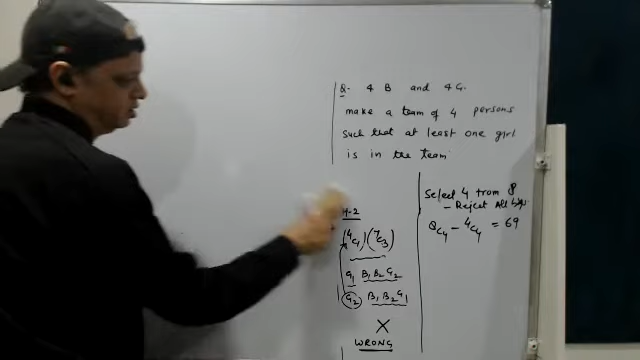 Q. 4 B and 4 G.
make a team of 4 persons
such that at least one girl
is in the team
-2
(⁴C₁)(⁷C₃)
G₁ B₁ B₂ G₂
G₂ B₁ B₂ G₁
X
WRONG
Select 4 from 8
- Reject All
⁸C₄ - ⁴C₄ = 69